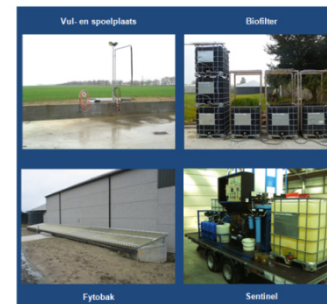 Vul- en spoelplaats
Biofilter
Fytobak
Sentinel